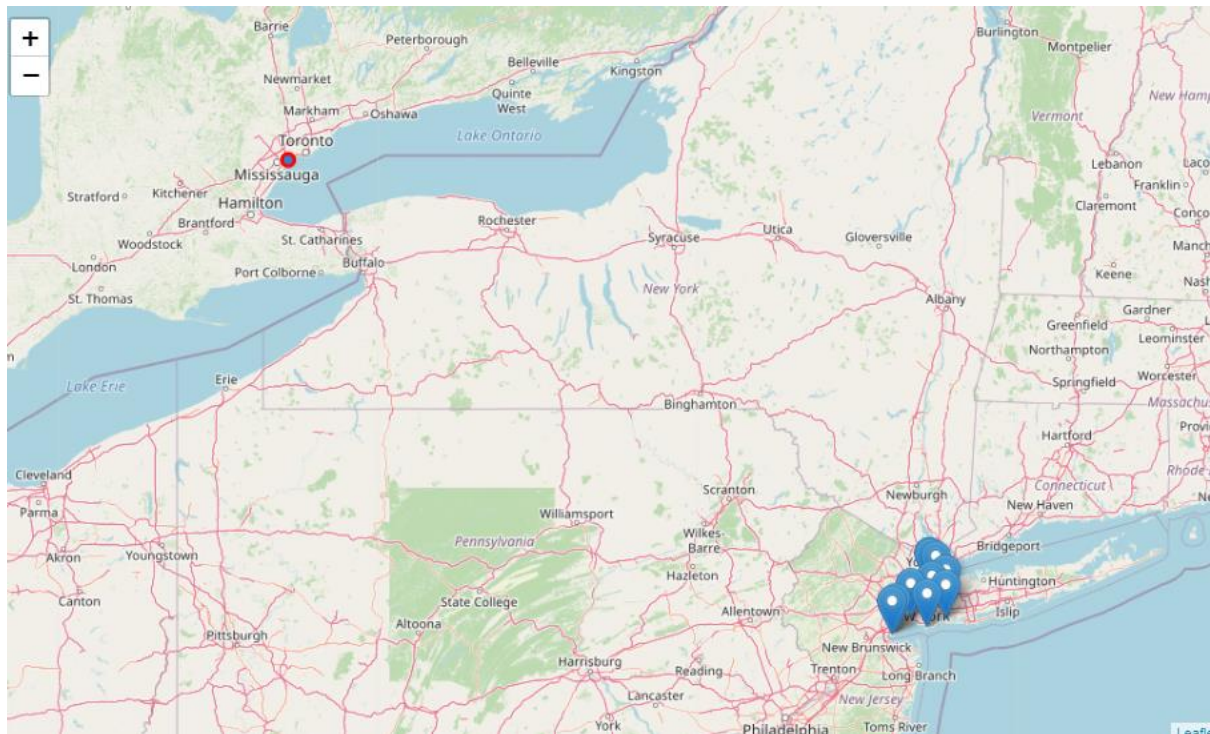 +
−
Barrie
Peterborough
Burlington
Montpelier
Belleville
Kingston
Newmarket
Quinte
West
Markham
Oshawa
New Hamp
Vermont
Toronto
Lake Ontario
Mississauga
Lebanon
Laco
Kitchener
Stratford
Hamilton
Franklin
Claremont
Conco
Brantford
Rochester
Woodstock
St. Catharines
Syracuse
Utica
Gloversville
Manch
London
Port Colborne
Buffalo
Keene
Nash
St. Thomas
New York
Albany
Gardner
Greenfield
Leominster
Northampton
Lake Erie
Erie
Springfield
Worcester
Binghamton
Massachus
Provi
Hartford
Cleveland
Rhode
Connecticut
Parma
Scranton
Newburgh
New Haven
Williamsport
Wilkes-
Barre
Pennsylvania
Bridgeport
Akron
Youngstown
Hazleton
Huntington
Canton
State College
Allentown
Islip
Altoona
Pittsburgh
New Brunswick
Harrisburg
Reading
Trenton
Long Branch
Lancaster
New Jersey
York
Philadelphia
Toms River
Leafle